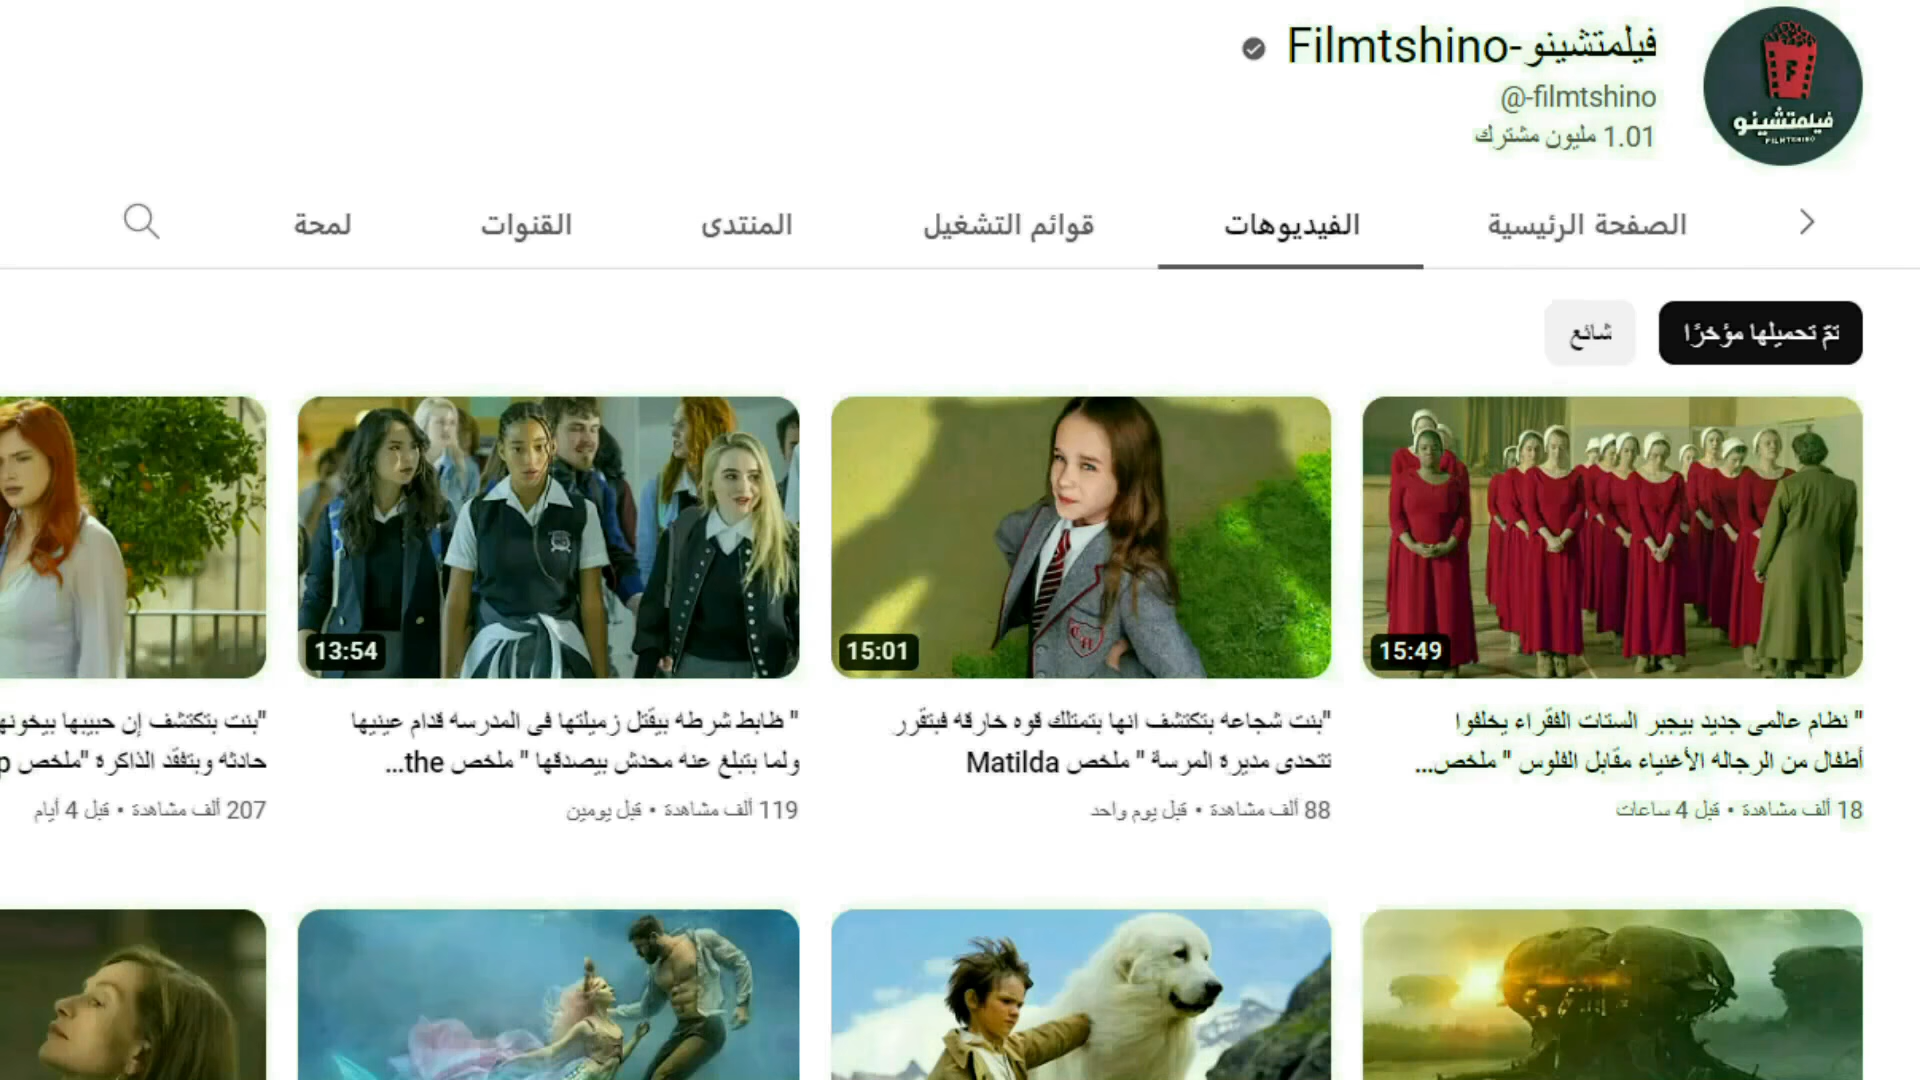 فيلمتشينو -Filmtshino
@-filmtshino
1.01 مليون مشترك
فيلمتشينو
FILMTSHINO
الصفحة الرئيسية
الفيديوهات
قوائم التشغيل
المنتدى
القنوات
لمحة
تمّ تحميلها مؤخرًا
شائع
15:49
" نظام عالمى جديد بيجبر الستات الفقراء يخلفوا
أطفال من الرجاله الأغنياء مقابل الفلوس " ملخص...
18 ألف مشاهدة • قبل 4 ساعات
15:01
"بنت شجاعه بتكتشف انها بتمتلك قوه خارقه فبتقرر
تتحدى مديرة المرسة " ملخص Matilda
88 ألف مشاهدة • قبل يوم واحد
13:54
" ظابط شرطه بيقتل زميلتها فى المدرسه قدام عينيها
ولما بتبلغ عنه محدش بيصدقها " ملخص the...
119 ألف مشاهدة • قبل يومين
"بنت بتكتشف إن حبيبها
حادثه وبتفقد الذاكرة "ملخص
207 ألف مشاهدة • قبل 4 أيام